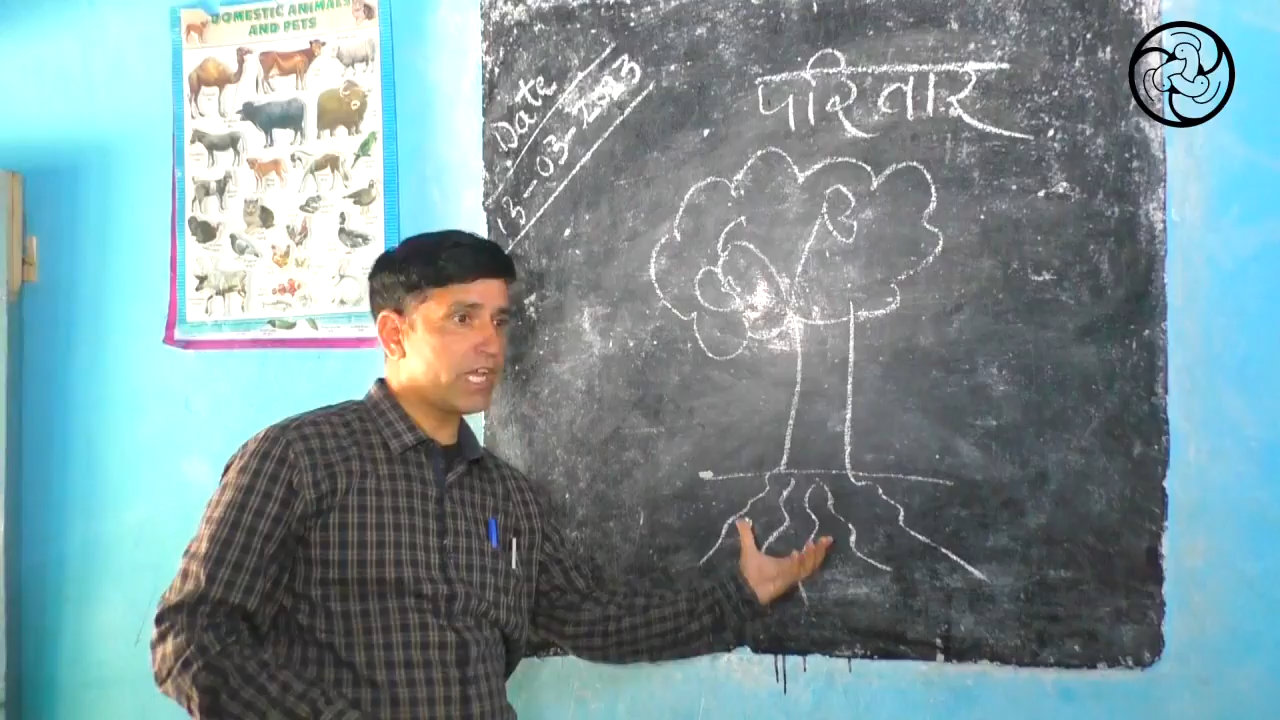 DOMESTIC ANIMALS
AND PETS
Date
13-03-2023
परिवार